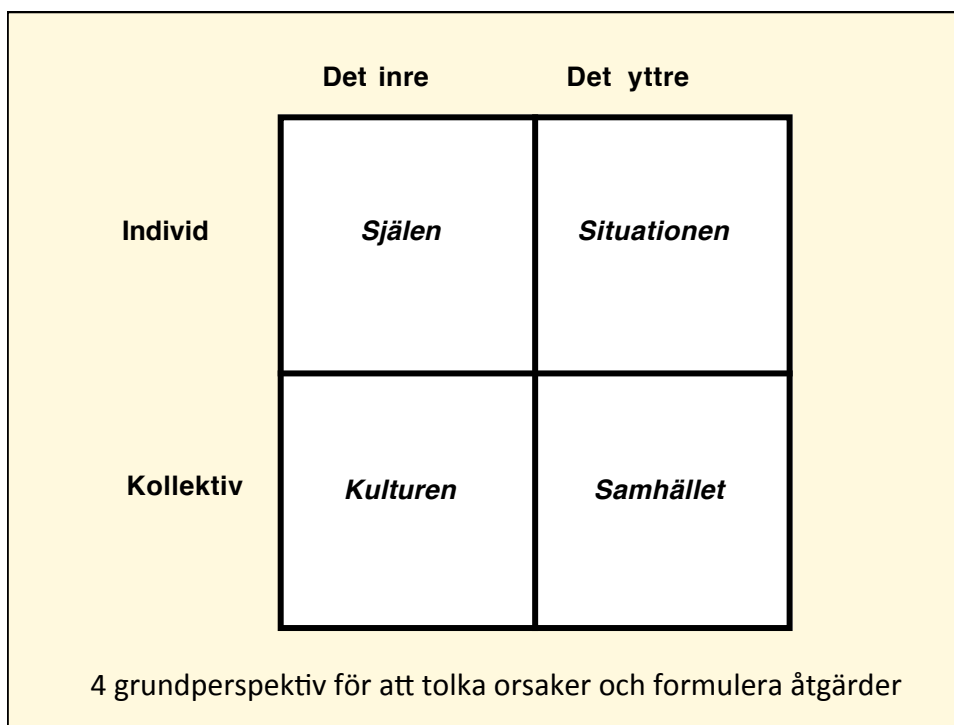 Det inre Det yttre
Individ Själen Situationen
Kollektiv Kulturen Samhället
4 grundperspektiv för att tolka orsaker och formulera åtgärder